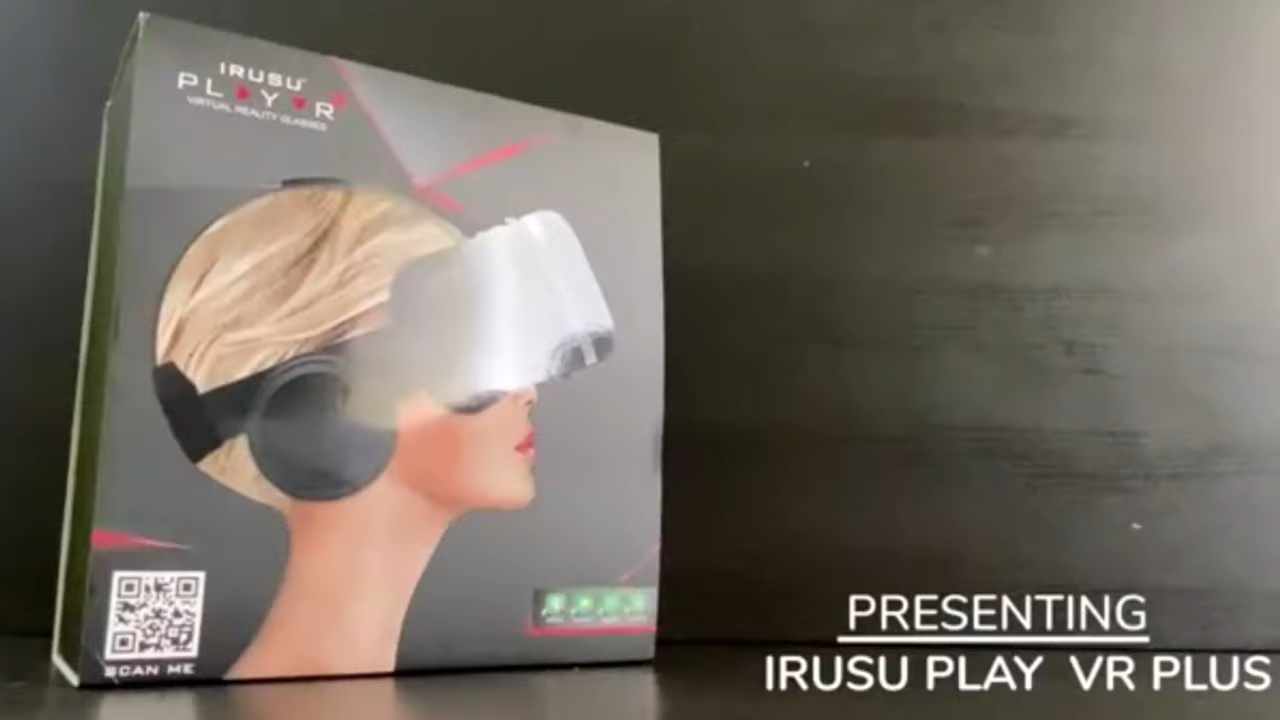 IRUSU
PLAY VR
VIRTUAL REALITY GLASSES
SCAN ME
PRESENTING
IRUSU PLAY VR PLUS